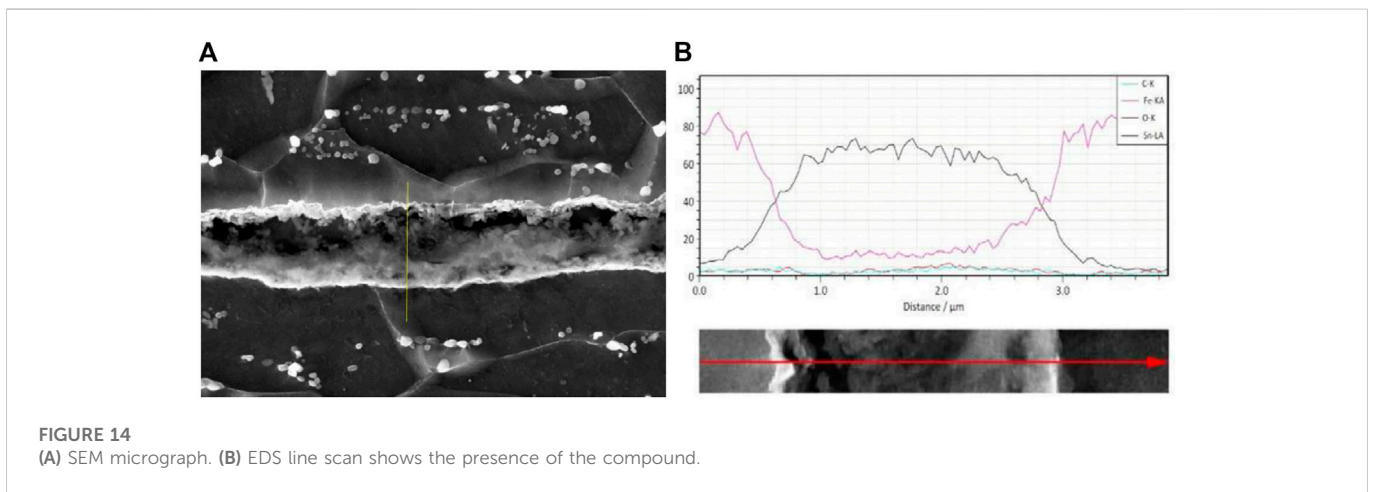 A
B
C-K
Fe-KA
O-K
Sn-LA
100
80
60
40
20
0
0.0 1.0 2.0 3.0
Distance / μm
FIGURE 14
(A) SEM micrograph. (B) EDS line scan shows the presence of the compound.